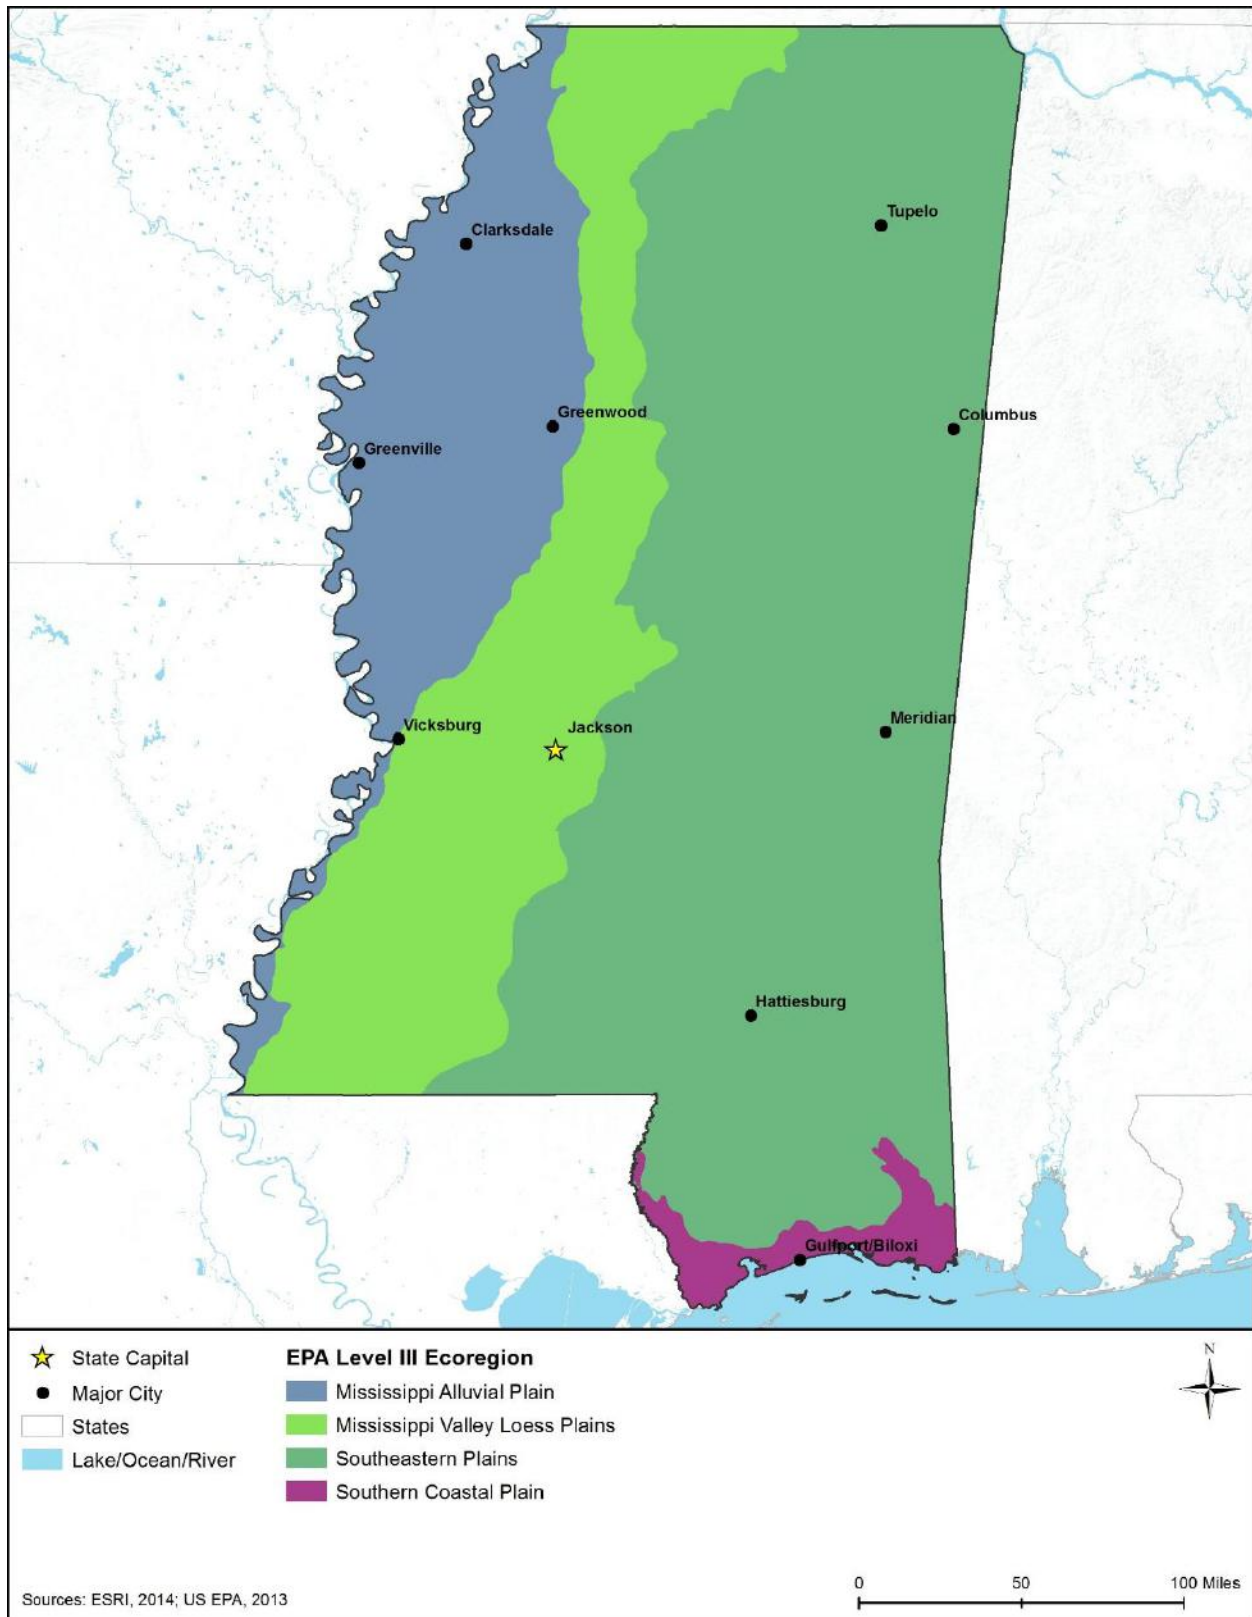 Tupelo
Clarksdale
Greenwood
Columbus
Greenville
Vicksburg
Jackson
Meridian
Hattiesburg
Gulfport/Biloxi
State Capital
Major City
States
Lake/Ocean/River
EPA Level III Ecoregion
Mississippi Alluvial Plain
Mississippi Valley Loess Plains
Southeastern Plains
Southern Coastal Plain
N
Sources: ESRI, 2014; US EPA, 2013
0 50 100 Miles